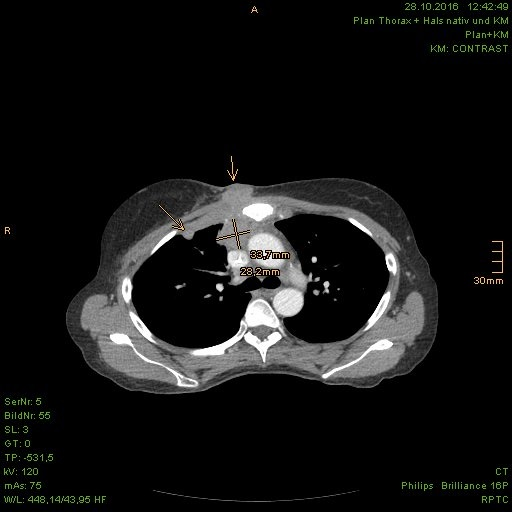 A
28.10.2016 12:42:49
Plan Thorax + Hals nativ und KM
Plan+KM
KM: CONTRAST
R
33,7mm
28,2mm
30mm
SerNr: 5
BildNr: 55
SL: 3
GT: 0
TP: -531,5
kV: 120
mAs: 75
W/L: 448,14/43,95 HF
CT
Philips Brilliance 16P
RPTC